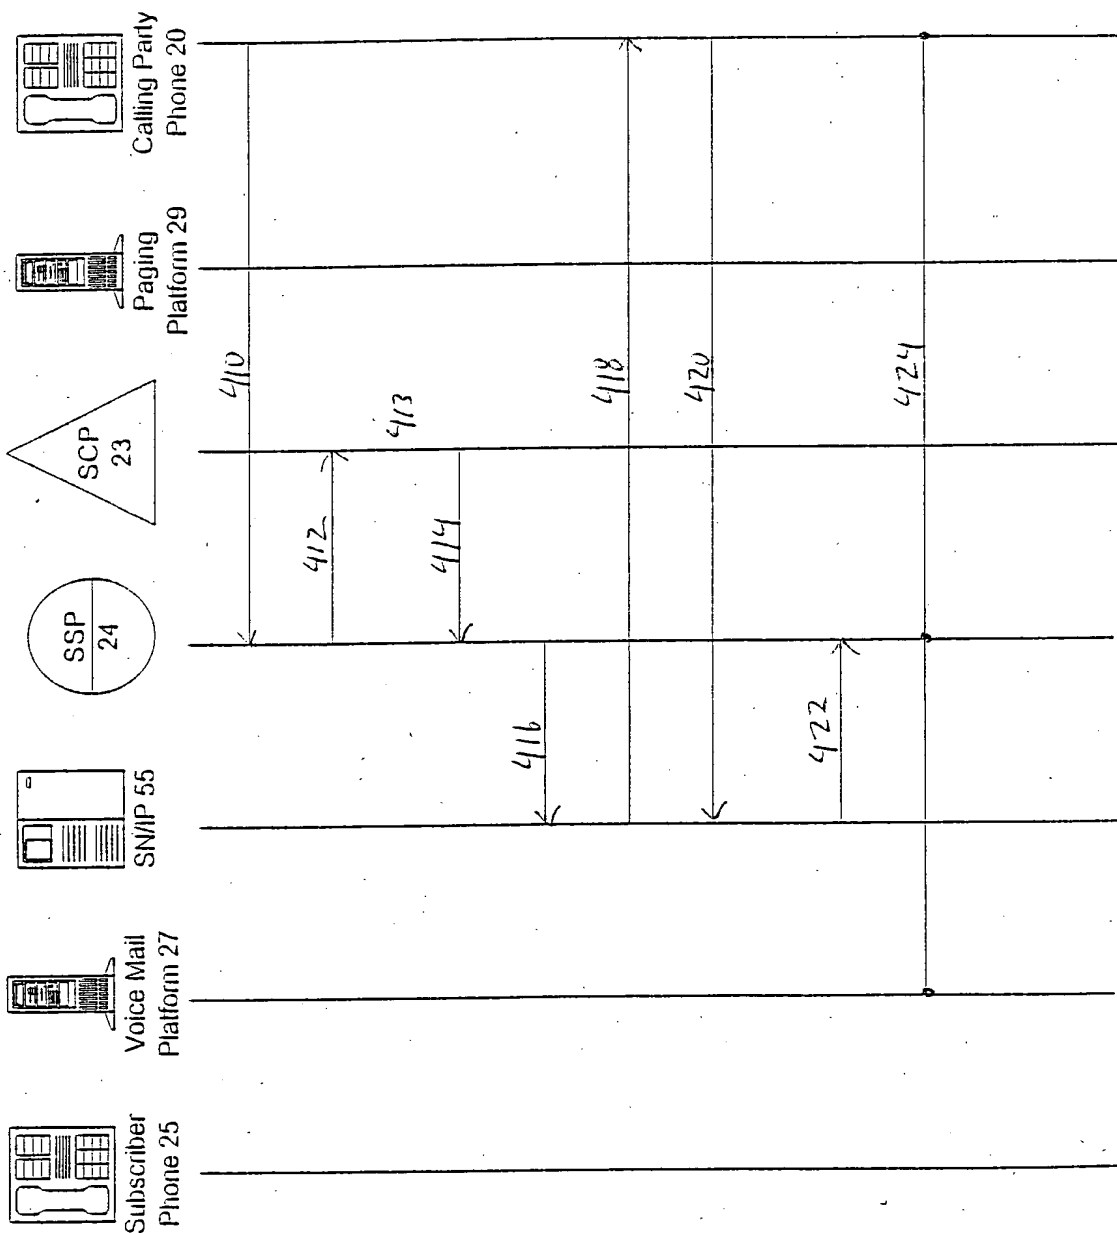 Calling Party
Phone 20
Paging
Platform 29
SCP
23
SSP
24
SN/IP 55
Voice Mail
Platform 27
Subscriber
Phone 25
410
412
413
414
416
418
420
422
424